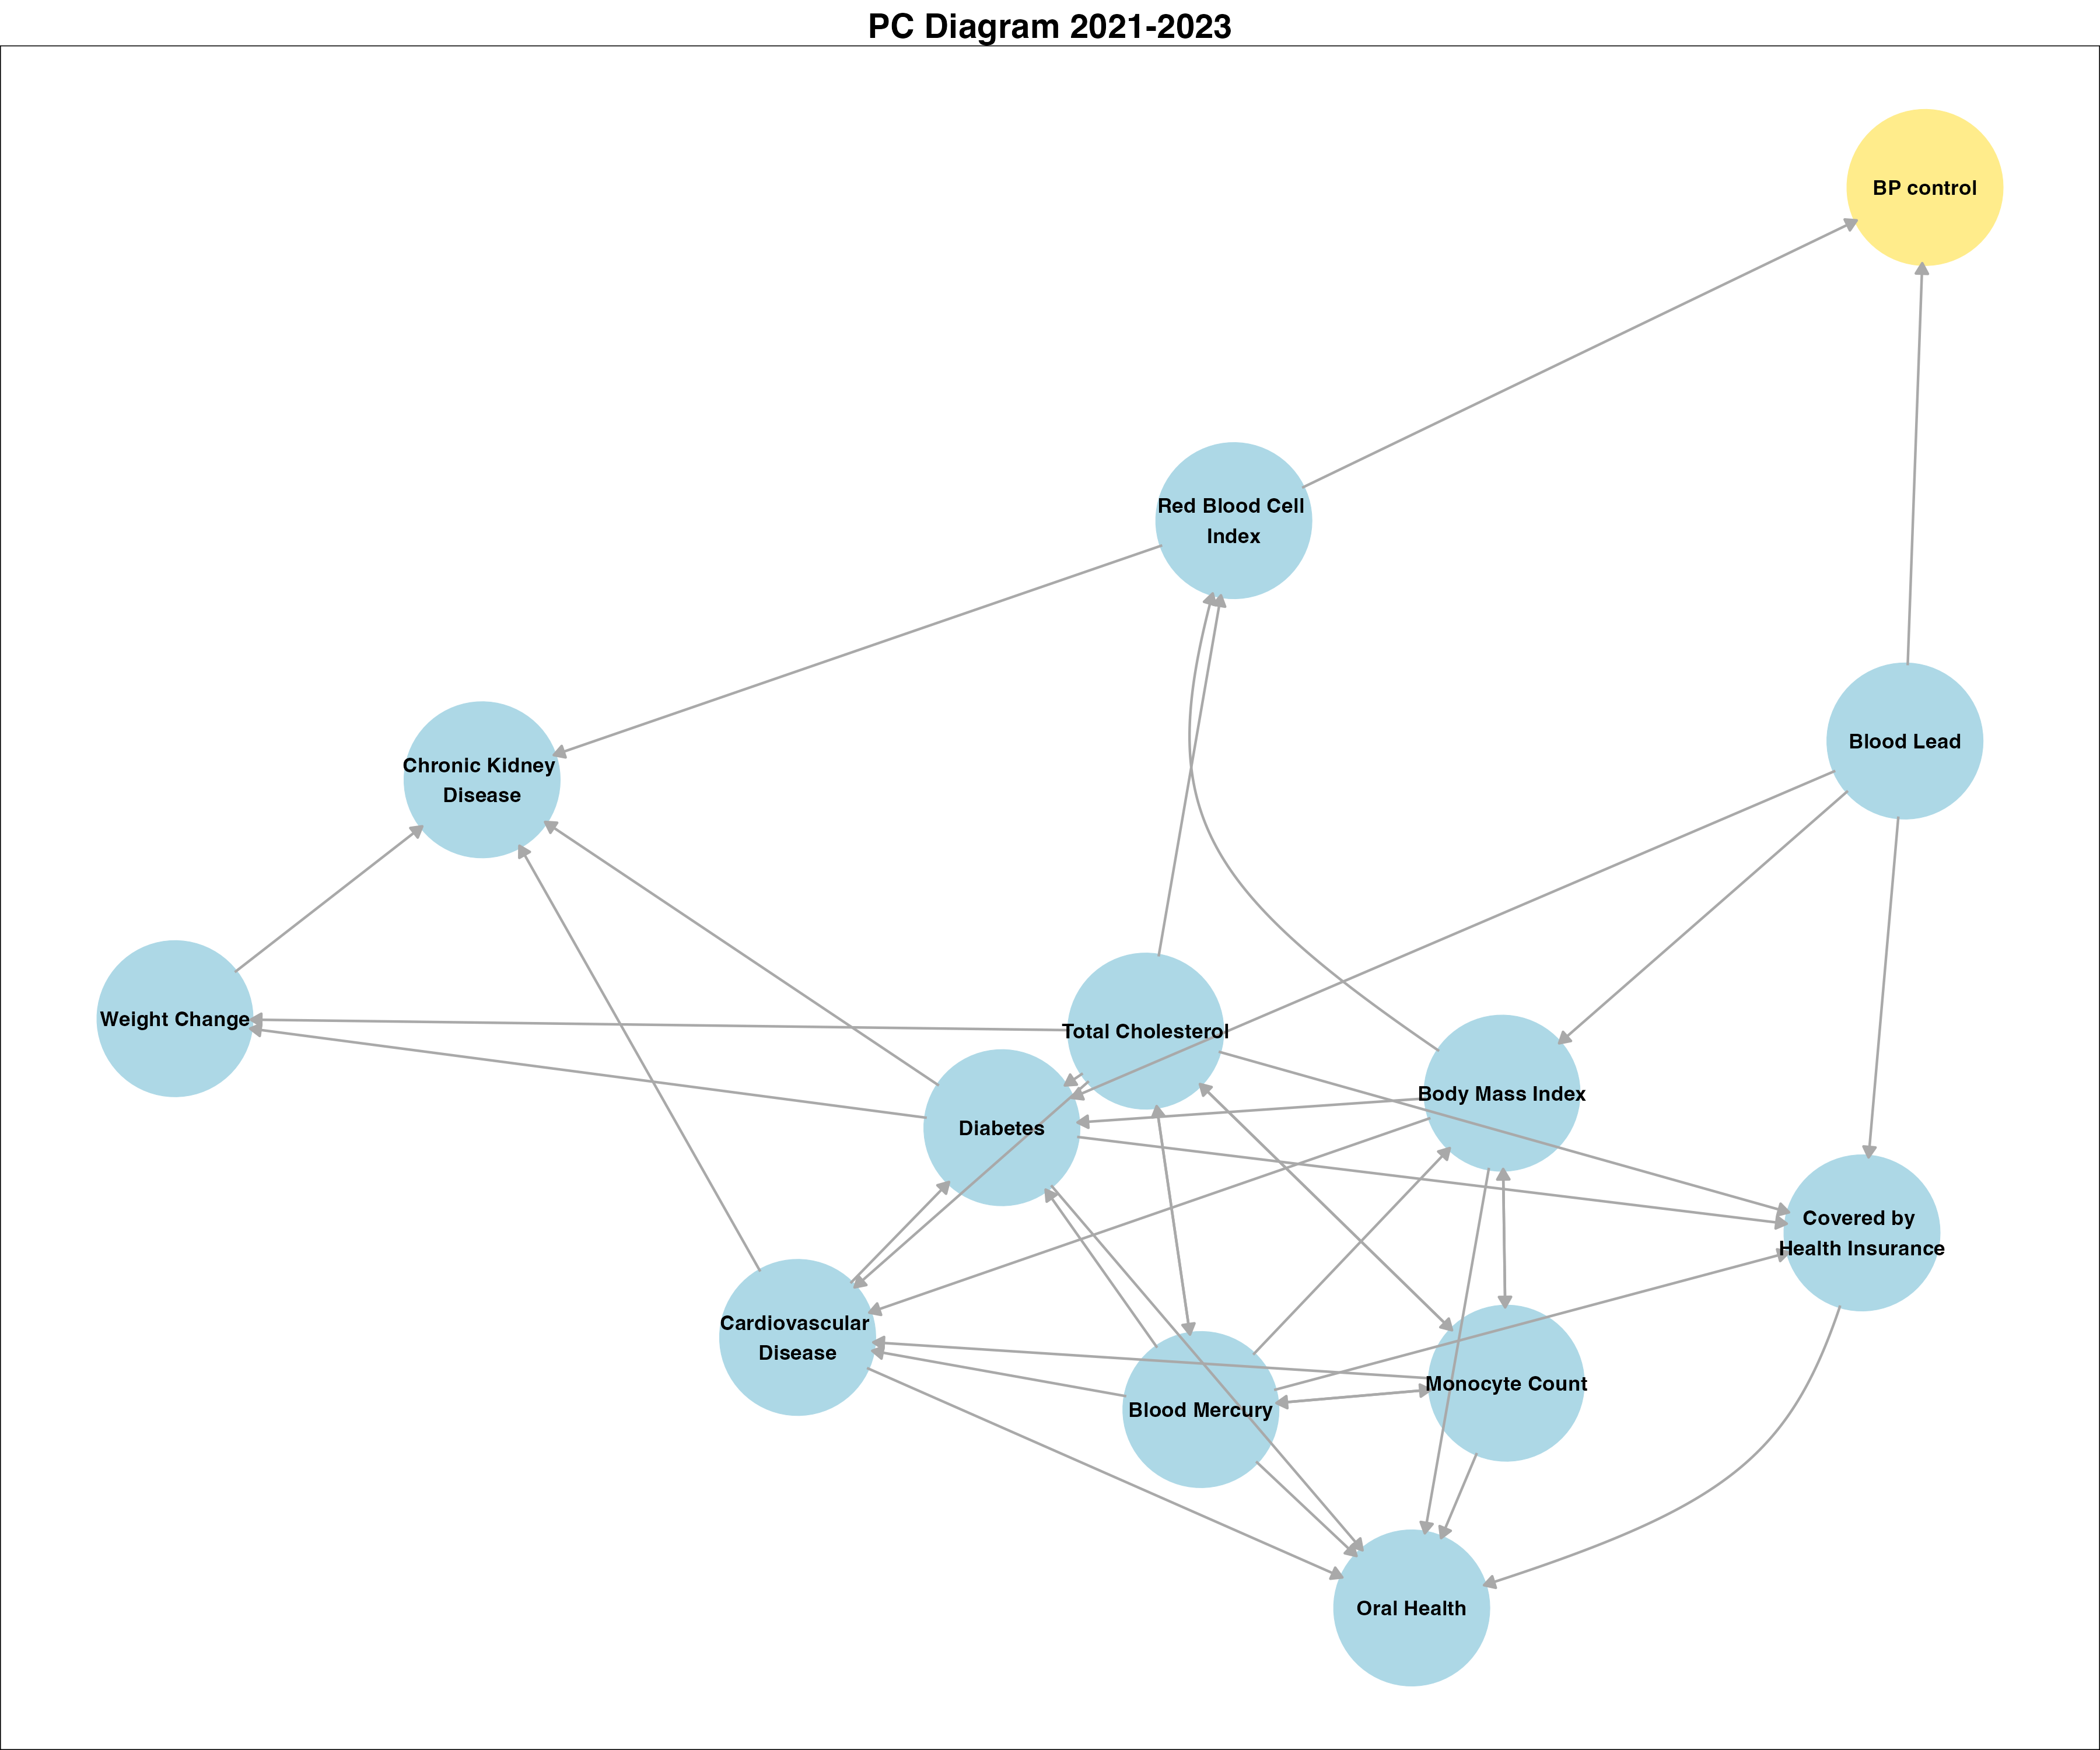 PC Diagram 2021-2023
BP control
Red Blood Cell
Index
Blood Lead
Chronic Kidney
Disease
Weight Change
Total Cholesterol
Body Mass Index
Diabetes
Covered by
Health Insurance
Cardiovascular
Disease
Monocyte Count
Blood Mercury
Oral Health